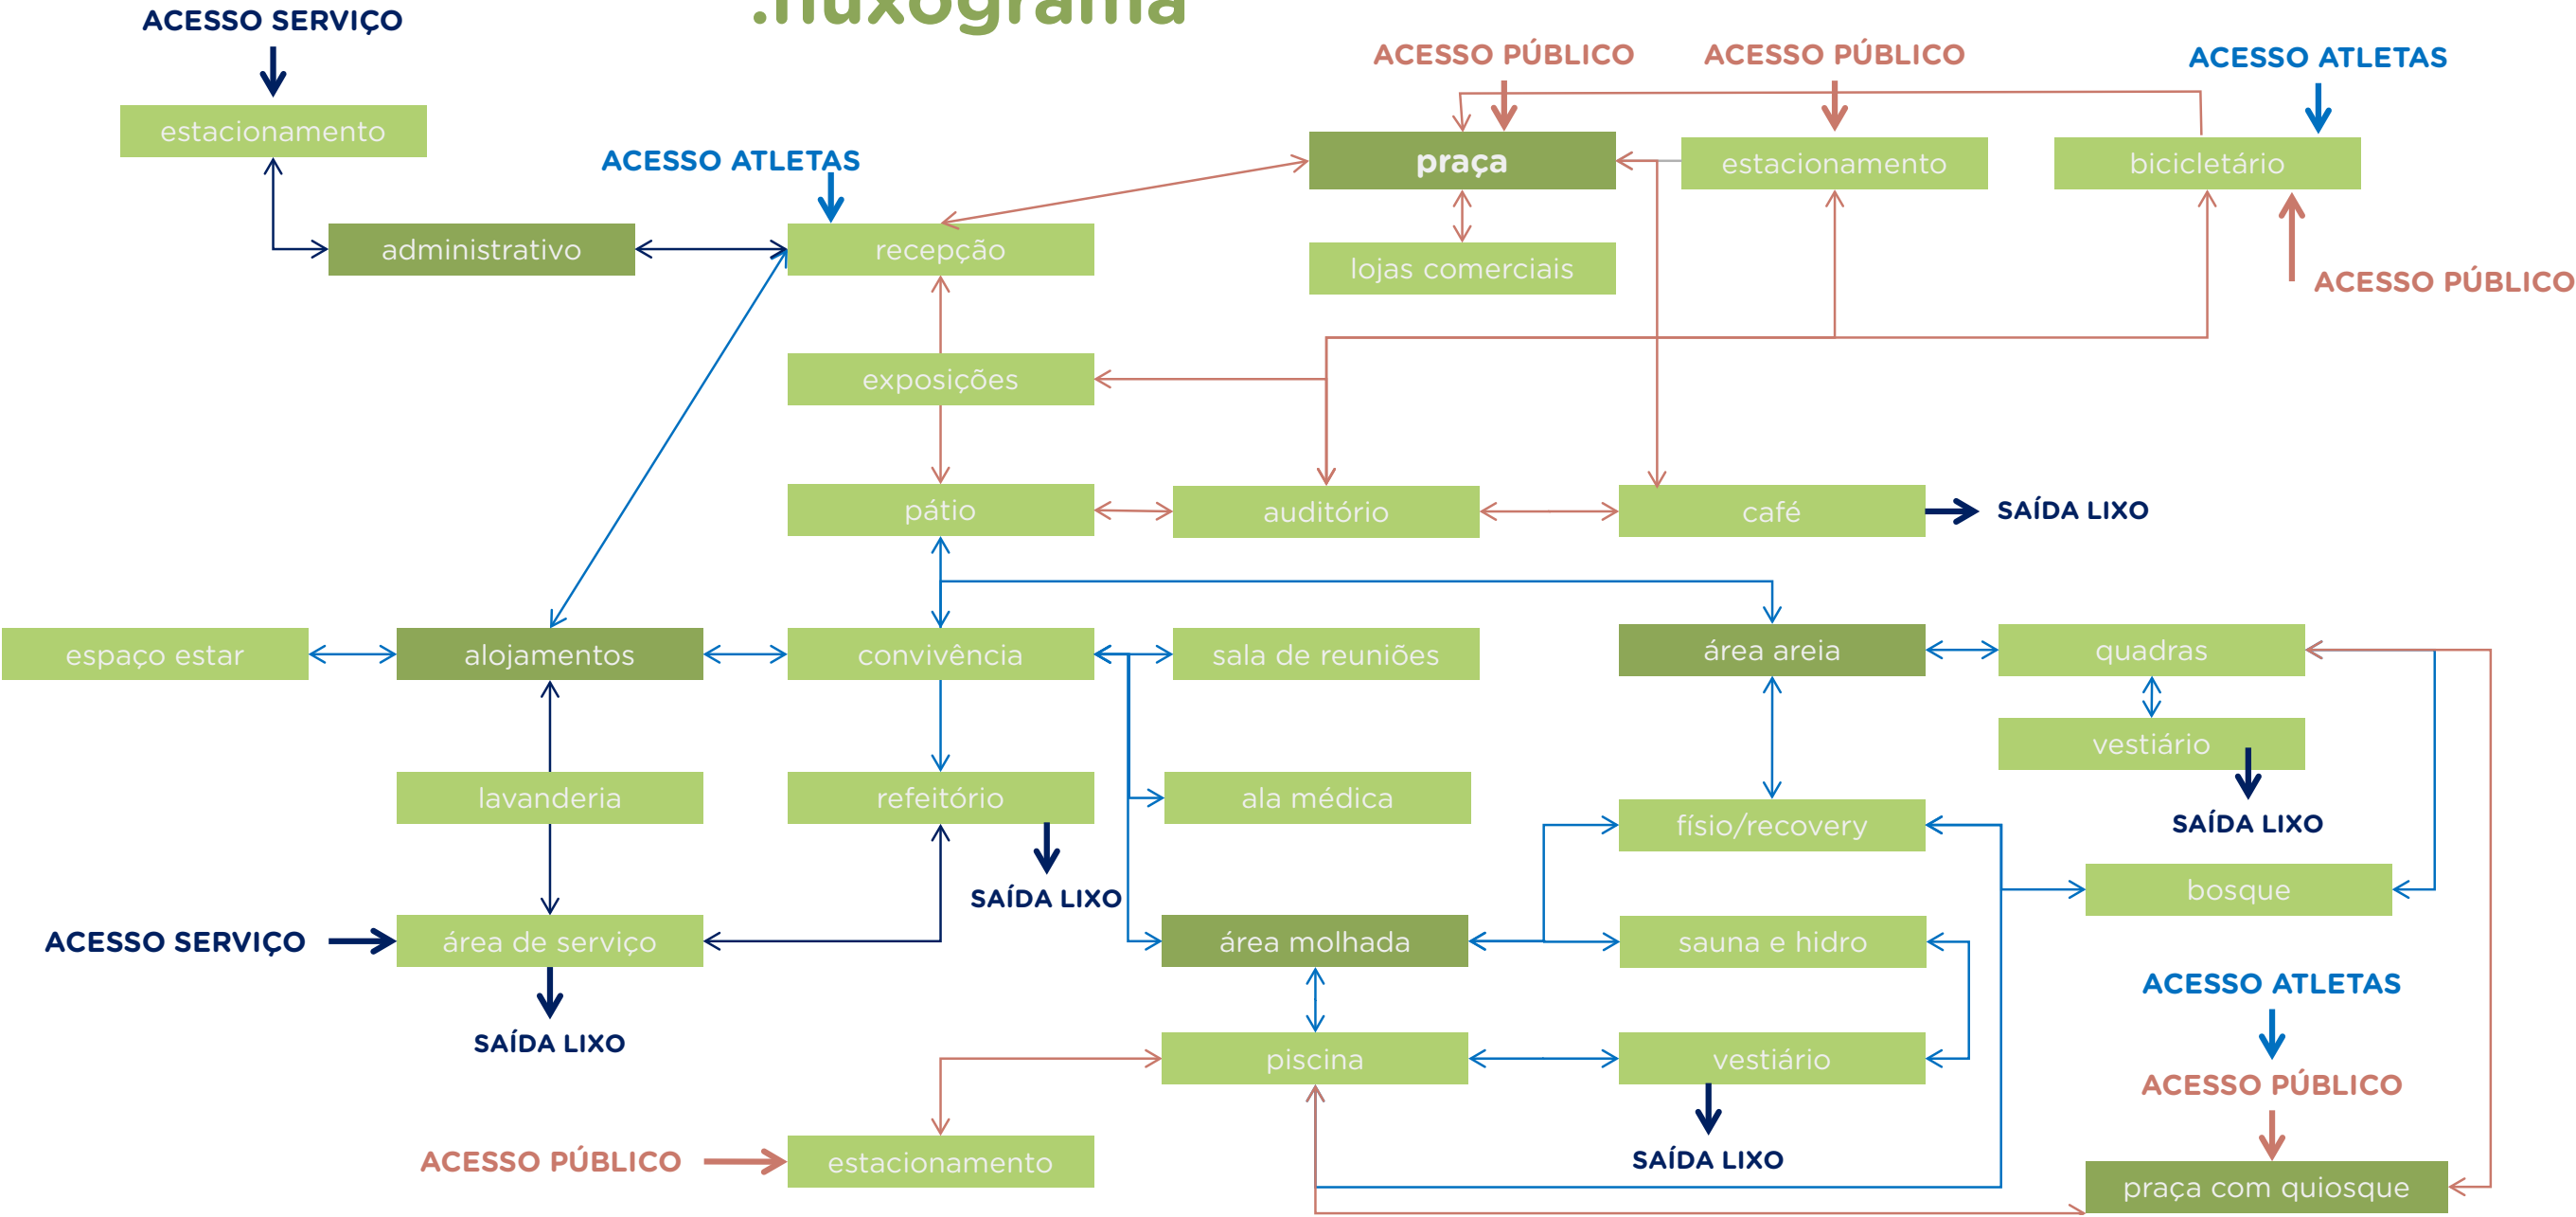 .fluxograma
ACESSO SERVIÇO
ACESSO PÚBLICO
ACESSO PÚBLICO
ACESSO ATLETAS
estacionamento
ACESSO ATLETAS
praça
estacionamento
bicicletário
administrativo
recepção
lojas comerciais
ACESSO PÚBLICO
exposições
pátio
auditório
café
SAÍDA LIXO
espaço estar
alojamentos
convivência
sala de reuniões
área areia
quadras
vestiário
lavanderia
refeitório
ala médica
físio/recovery
SAÍDA LIXO
SAÍDA LIXO
bosque
ACESSO SERVIÇO
área de serviço
área molhada
sauna e hidro
ACESSO ATLETAS
SAÍDA LIXO
piscina
vestiário
ACESSO PÚBLICO
ACESSO PÚBLICO
estacionamento
SAÍDA LIXO
praça com quiosque